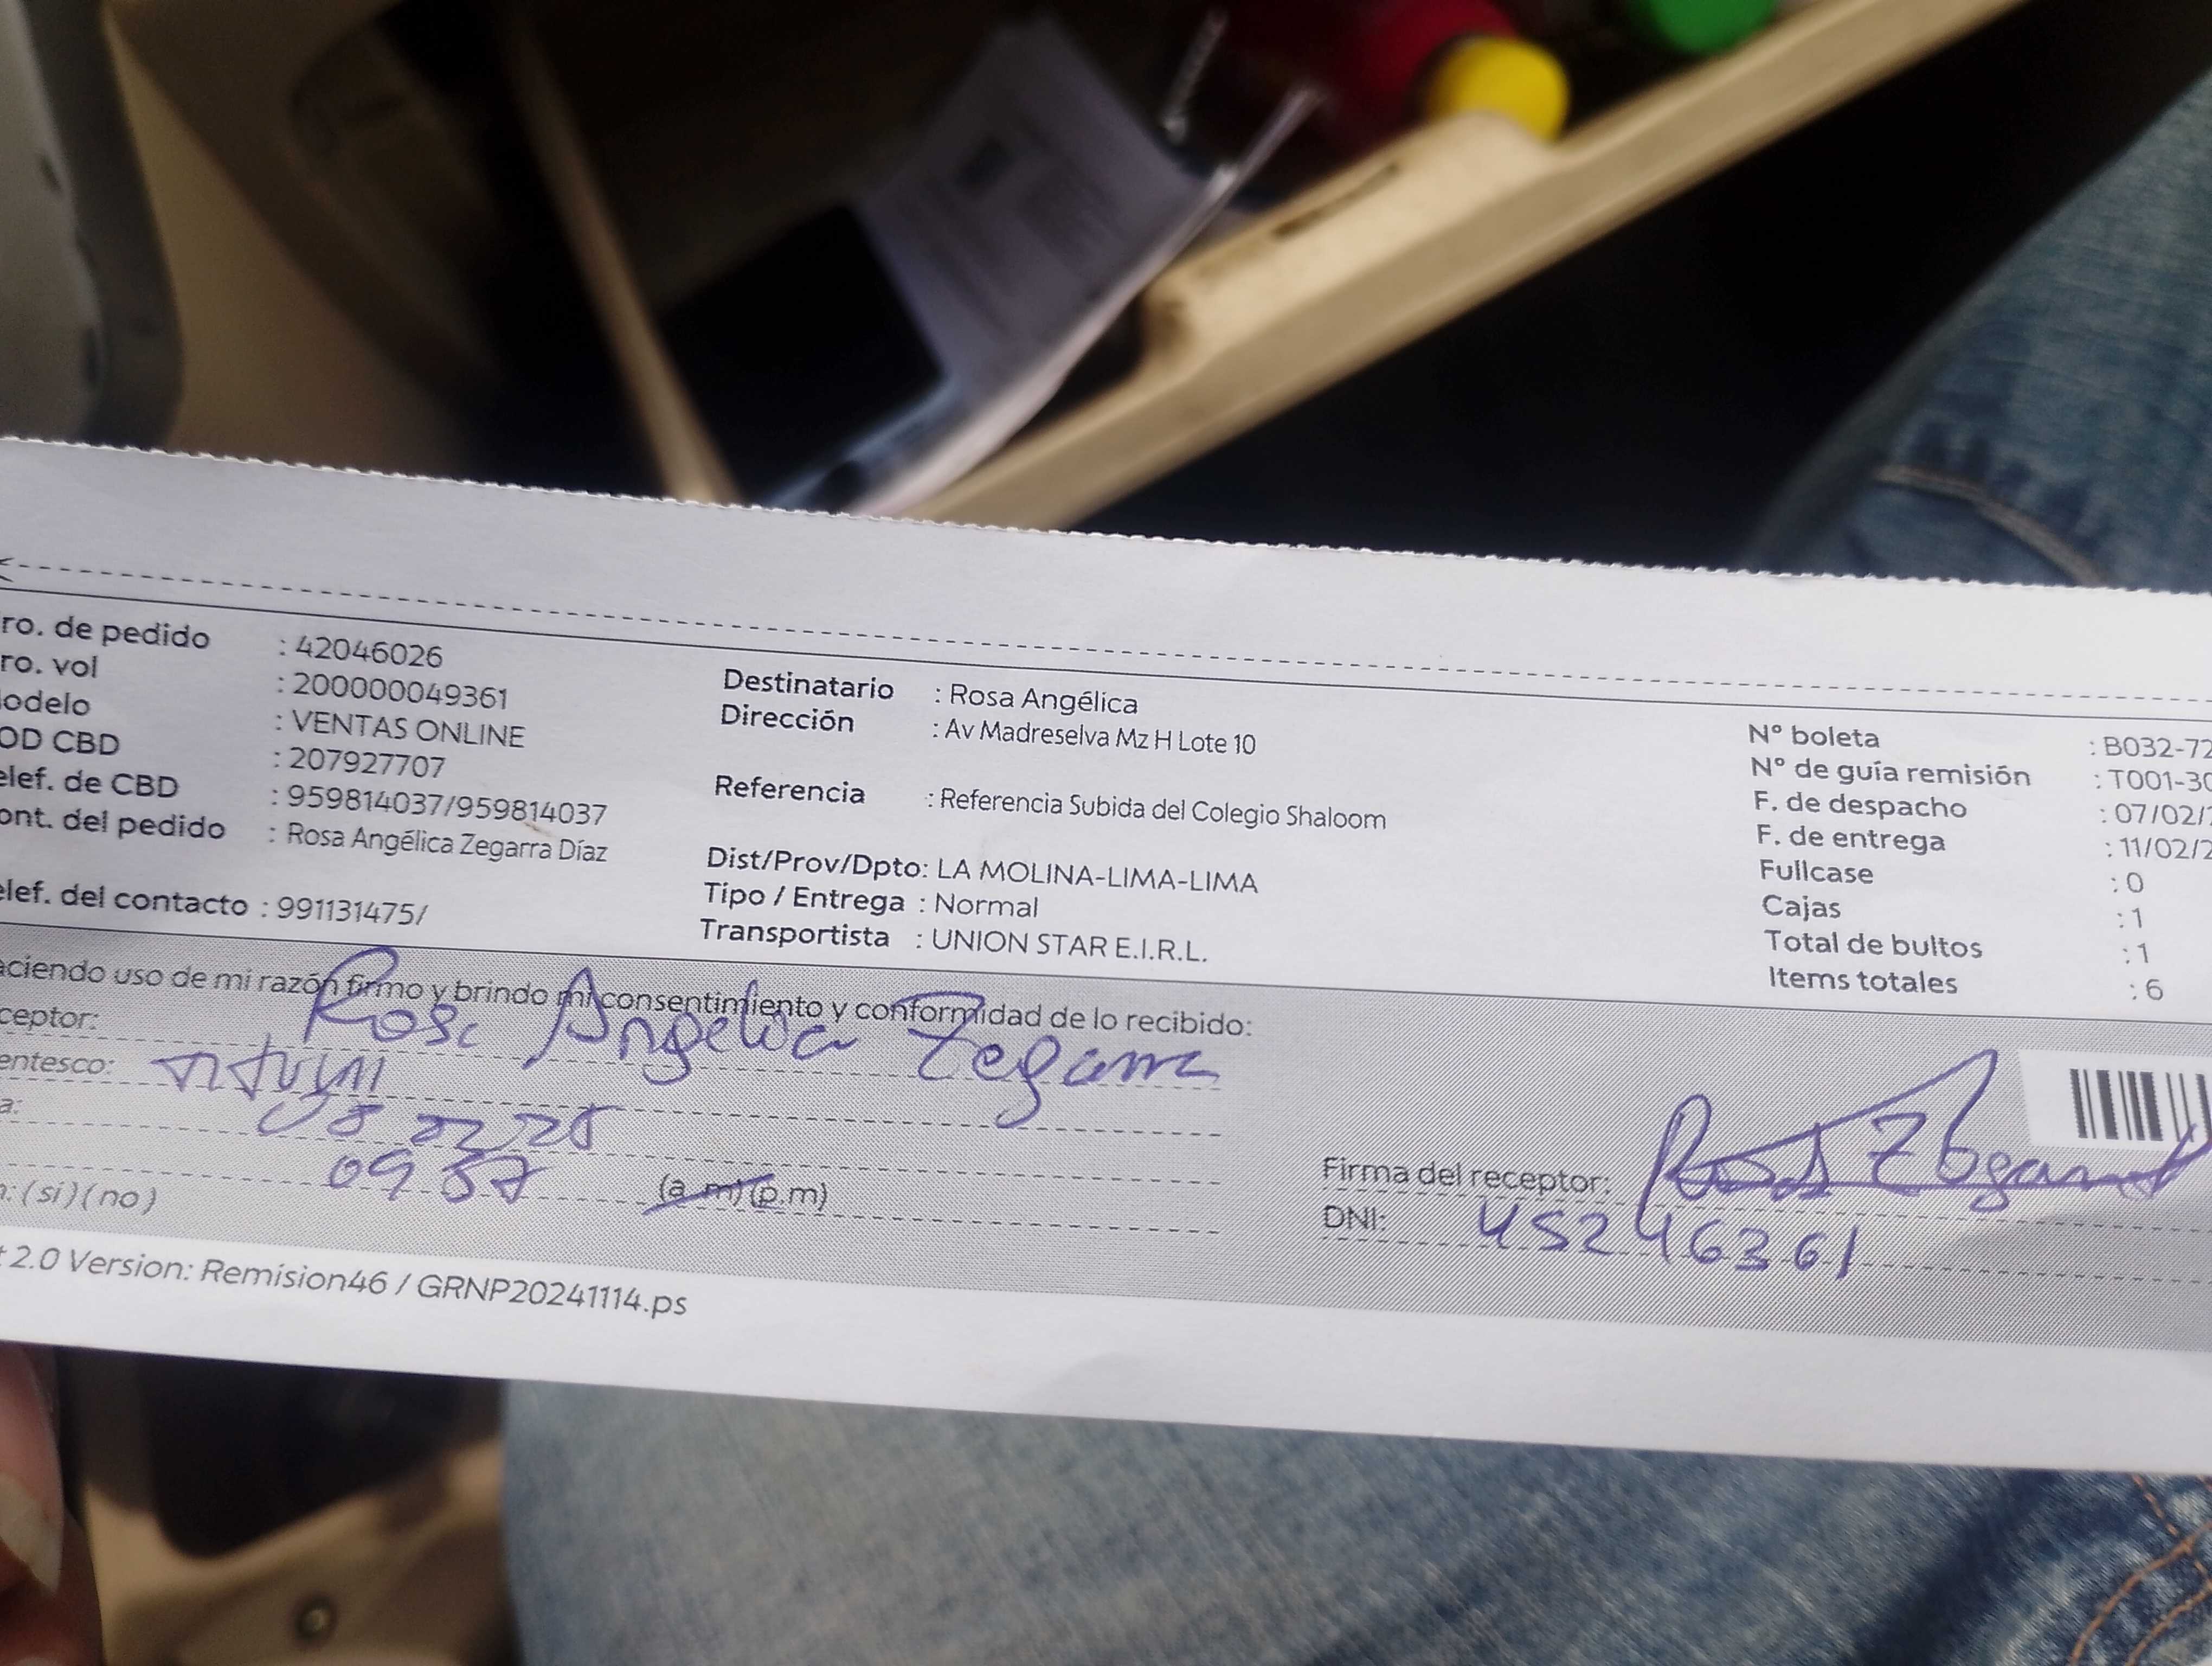 ro. de pedido : 42046026
ro. vol : 200000049361
odelo : VENTAS ONLINE
OD CBD : 207927707
elef. de CBD : 959814037/959814037
ont. del pedido : Rosa Angélica Zegarra Díaz
elef. del contacto : 991131475/
Destinatario : Rosa Angélica
Dirección : Av Madreselva Mz H Lote 10
Referencia : Referencia Subida del Colegio Shaloom
Dist/Prov/Dpto: LA MOLINA-LIMA-LIMA
Tipo / Entrega : Normal
Transportista : UNION STAR E.I.R.L.
Nº boleta : B032-72
Nº de guía remisión : T001-30
F. de despacho : 07/02/
F. de entrega : 11/02/2
Fullcase : 0
Cajas : 1
Total de bultos : 1
Items totales : 6
aciendo uso de mi razón firmo y brindo mi consentimiento y conformidad de lo recibido:
ceptor: Rosa Angelica Zegarra
entesco:
a: 08 02 25
09 57 (a.m) (p.m)
: (si) (no)
Firma del receptor:
DNI: 45246361
t 2.0 Version: Remision46 / GRNP20241114.ps